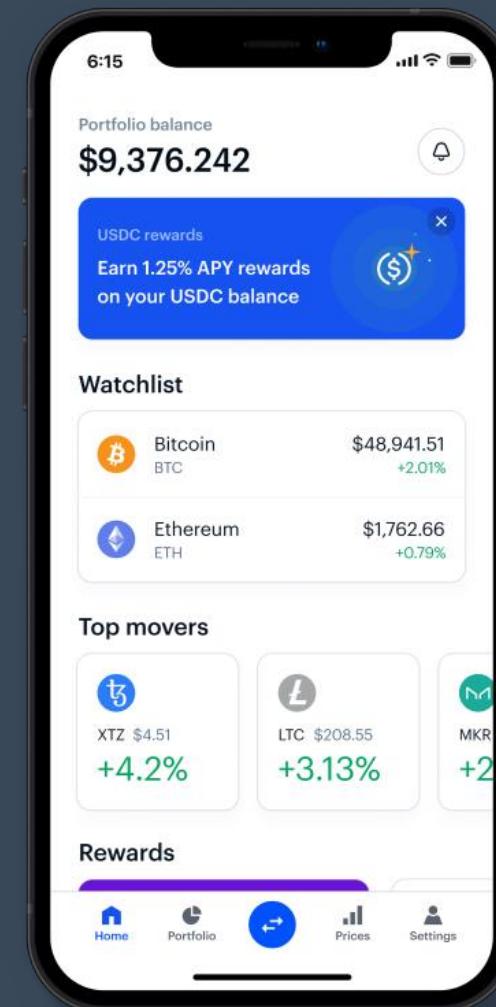 6:15
Portfolio balance
$9,376.242
USDC rewards
Earn 1.25% APY rewards
on your USDC balance
Watchlist
Bitcoin $48,941.51
BTC +2.01%
Ethereum $1,762.66
ETH +0.79%
Top movers
XTZ $4.51 LTC $208.55 MKR
+4.2% +3.13% +2
Rewards
Home Portfolio Prices Settings